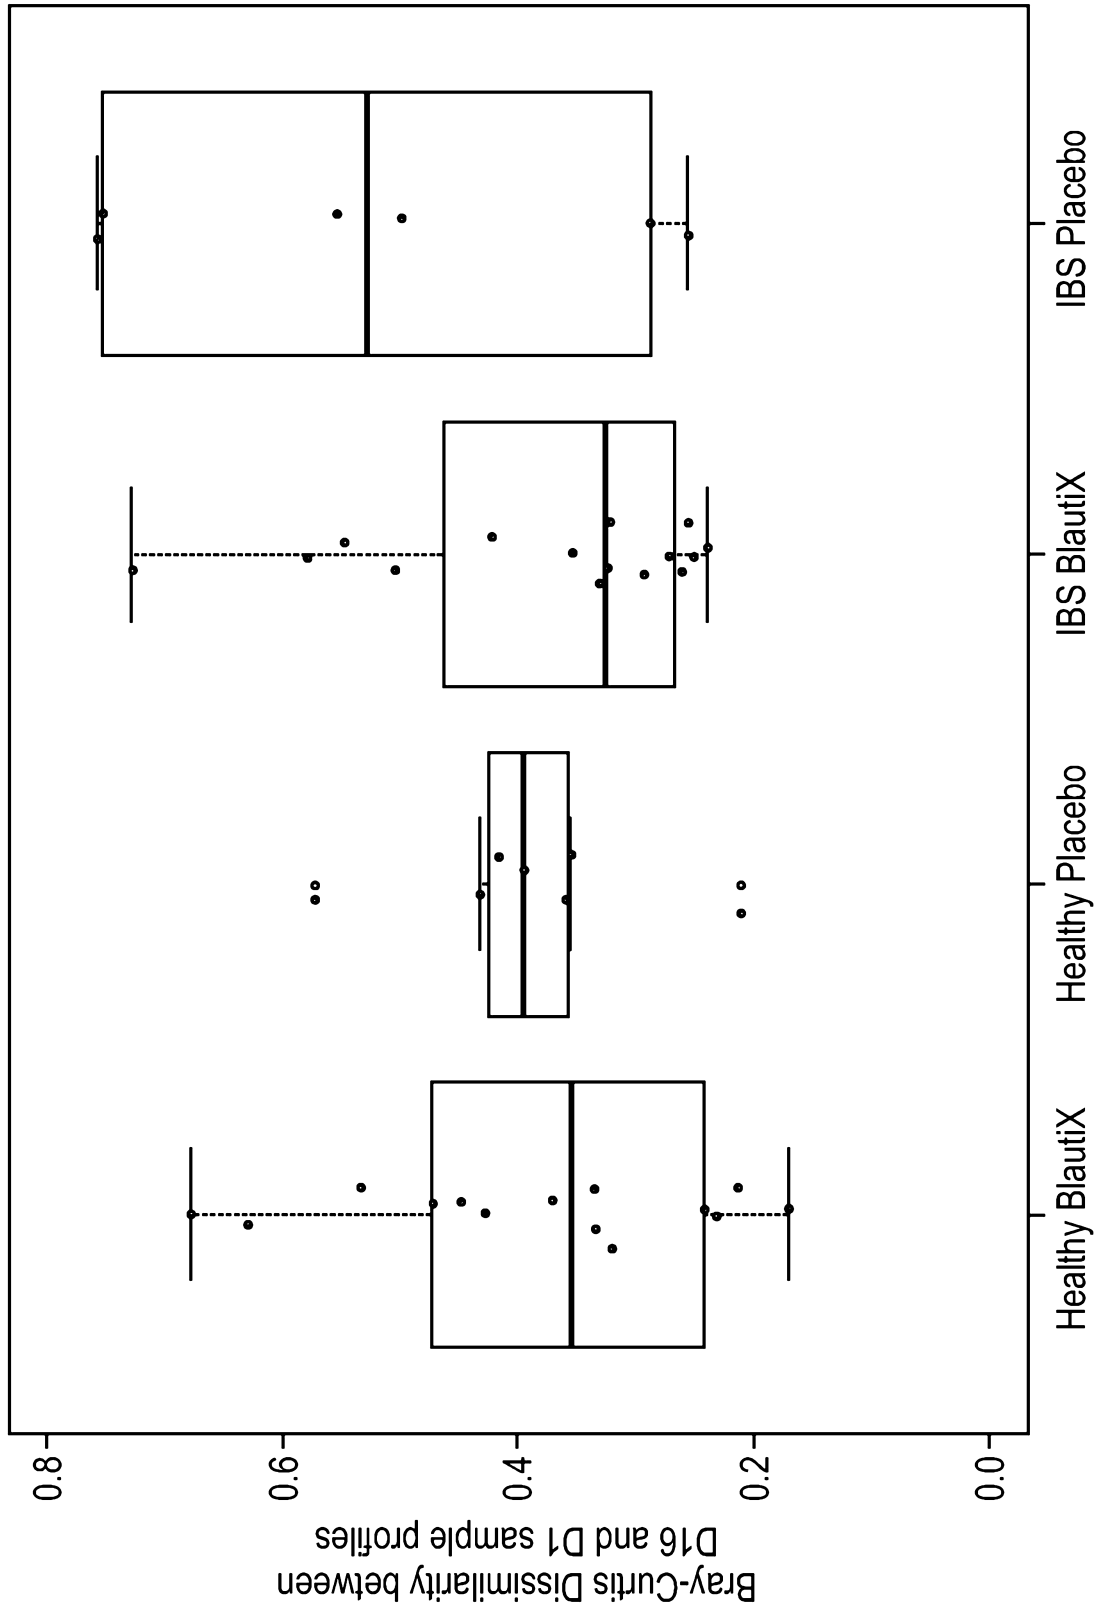 Bray-Curtis Dissimilarity between
D16 and D1 sample profiles
0.8
0.6
0.4
0.2
0.0
Healthy BlautiX
Healthy Placebo
IBS BlautiX
IBS Placebo